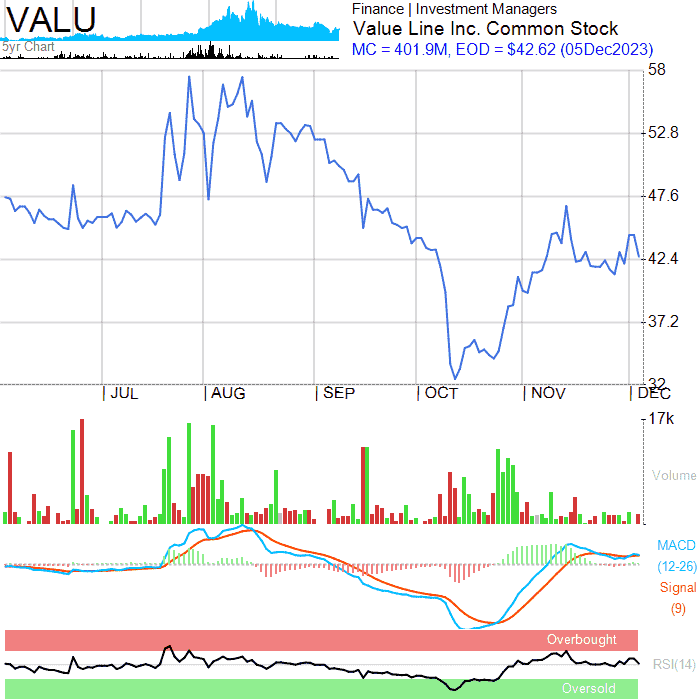 VALU
5yr Chart
Finance | Investment Managers
Value Line Inc. Common Stock
MC = 401.9M, EOD = $42.62 (05Dec2023)
58
52.8
47.6
42.4
37.2
32
JUL
AUG
SEP
OCT
NOV
DEC
17k
Volume
MACD
(12-26)
Signal
(9)
Overbought
RSI(14)
Oversold